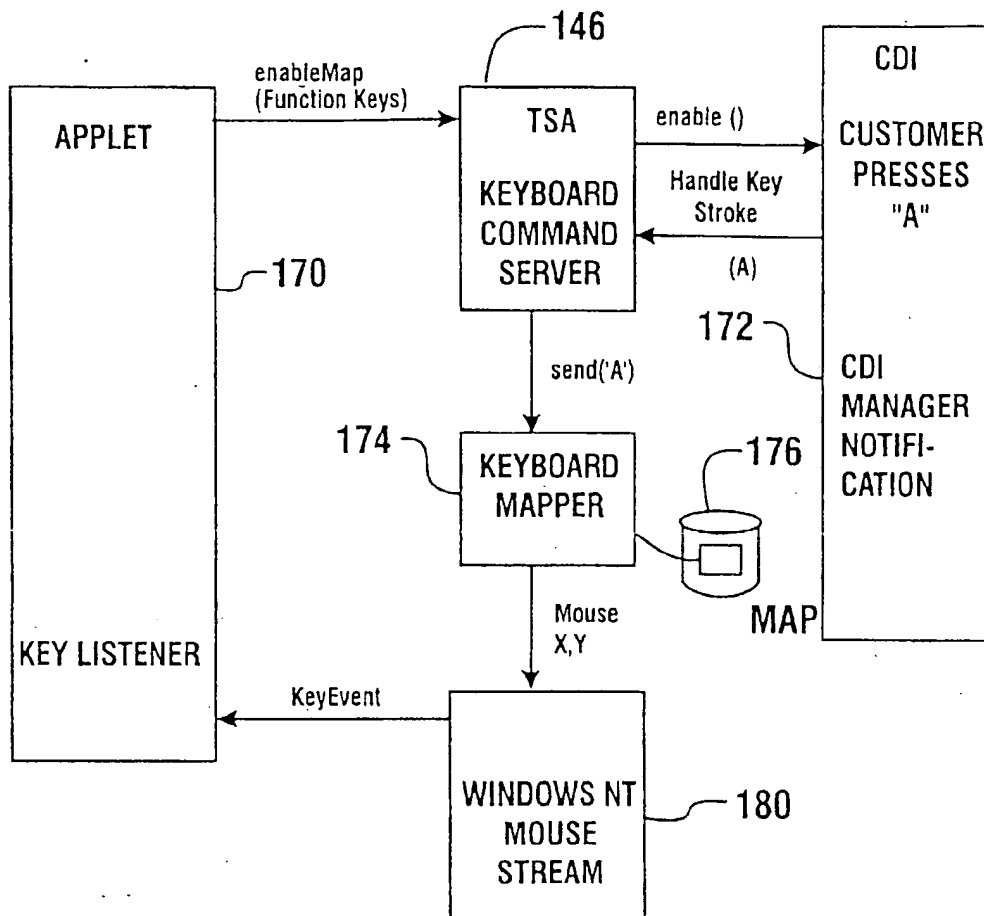 146
enableMap
(Function Keys)
APPLET
170
KEY LISTENER
TSA
KEYBOARD
COMMAND
SERVER
enable ()
Handle Key
Stroke
(A)
CDI
CUSTOMER
PRESSES
"A"
172
CDI
MANAGER
NOTIFI-
CATION
send('A')
174
KEYBOARD
MAPPER
176
MAP
Mouse
X,Y
KeyEvent
WINDOWS NT
MOUSE
STREAM
180